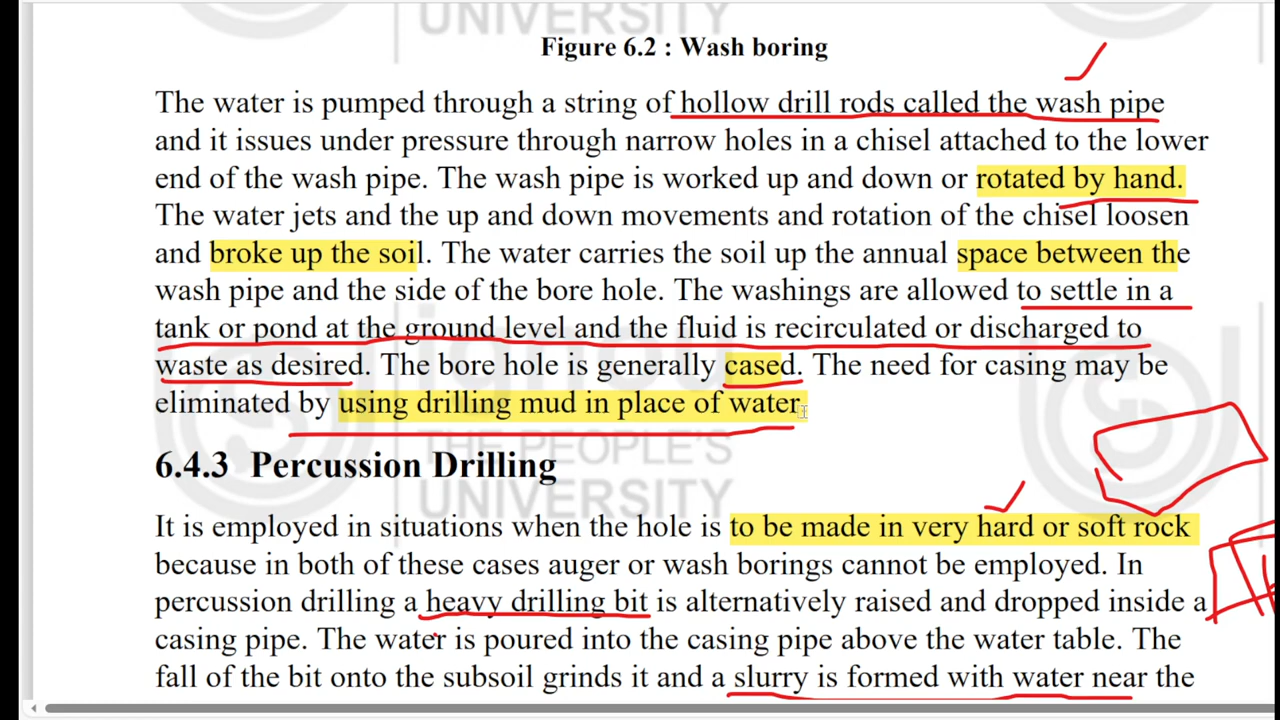 UNIVERSITY
Figure 6.2 : Wash boring
The water is pumped through a string of hollow drill rods called the wash pipe
and it issues under pressure through narrow holes in a chisel attached to the lower
end of the wash pipe. The wash pipe is worked up and down or rotated by hand.
The water jets and the up and down movements and rotation of the chisel loosen
and broke up the soil. The water carries the soil up the annual space between the
wash pipe and the side of the bore hole. The washings are allowed to settle in a
tank or pond at the ground level and the fluid is recirculated or discharged to
waste as desired. The bore hole is generally cased. The need for casing may be
eliminated by using drilling mud in place of water.
THE PEOPLE'S
6.4.3 Percussion Drilling
UNIVERSITY
It is employed in situations when the hole is to be made in very hard or soft rock
because in both of these cases auger or wash borings cannot be employed. In
percussion drilling a heavy drilling bit is alternatively raised and dropped inside a
casing pipe. The water is poured into the casing pipe above the water table. The
fall of the bit onto the subsoil grinds it and a slurry is formed with water near the